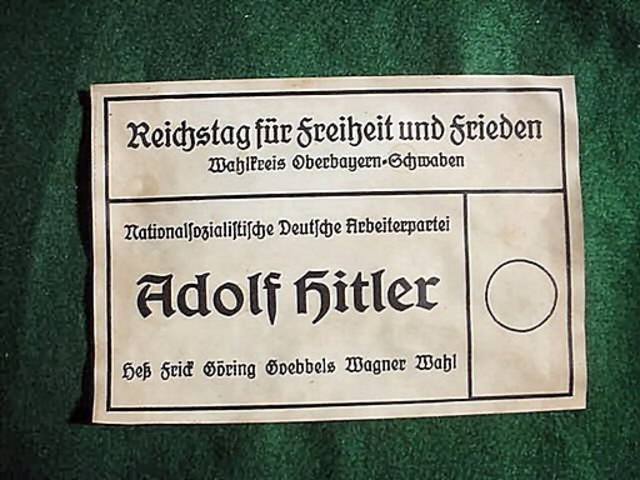 Reichstag für Freiheit und Frieden
Wahlkreis Oberbayern-Schwaben
Nationalsozialistische Deutsche Arbeiterpartei
Adolf Hitler
Heß Frick Göring Goebbels Wagner Wahl